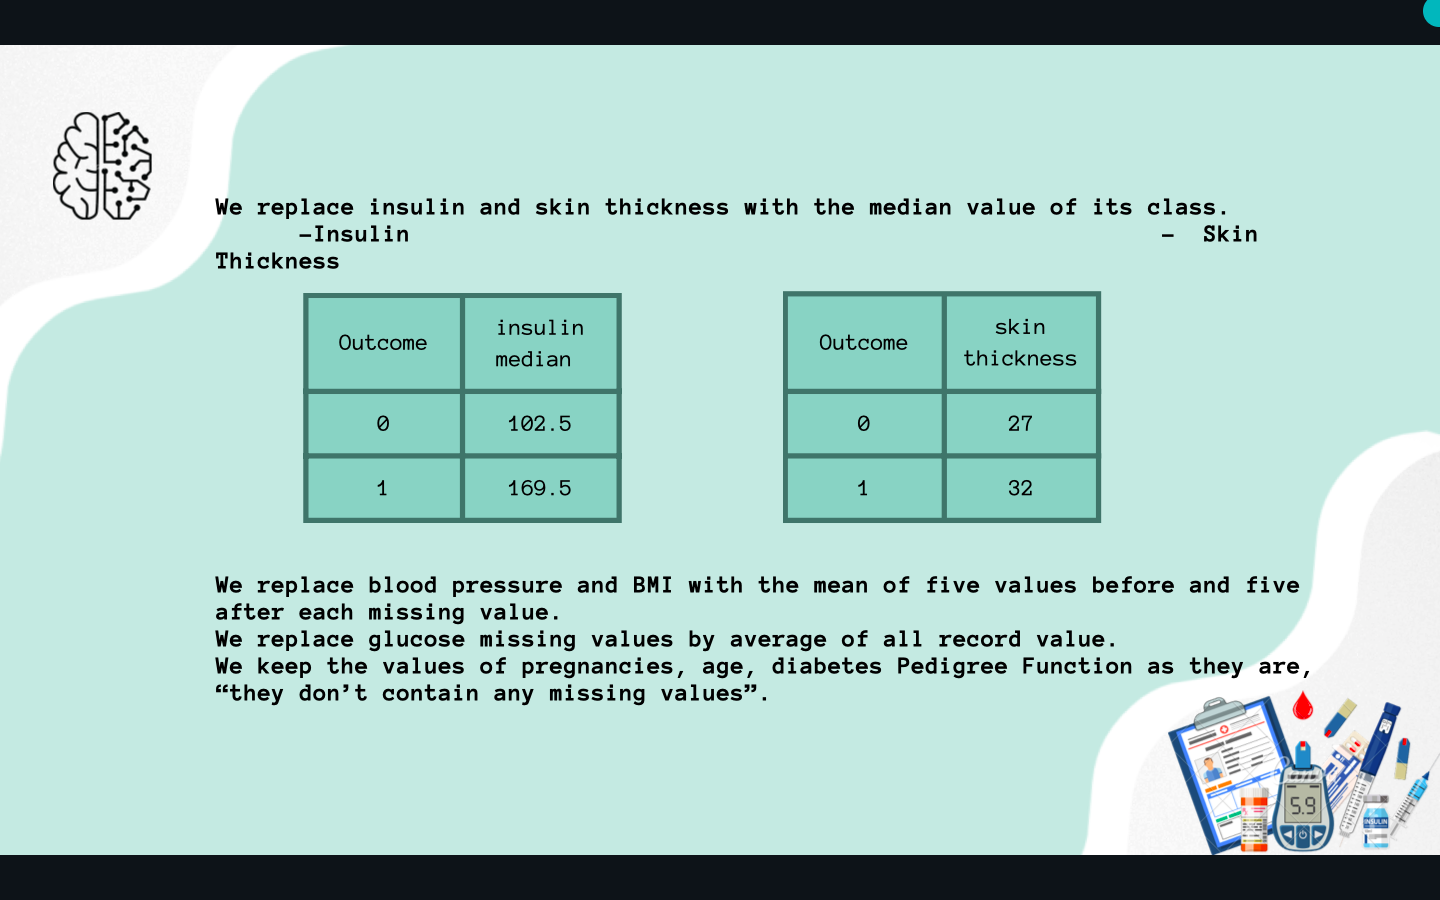 We replace insulin and skin thickness with the median value of its class.
-Insulin - Skin
Thickness
Outcome insulin median
0 102.5
1 169.5
Outcome skin thickness
0 27
1 32
We replace blood pressure and BMI with the mean of five values before and five
after each missing value.
We replace glucose missing values by average of all record value.
We keep the values of pregnancies, age, diabetes Pedigree Function as they are,
“they don’t contain any missing values”.
5.9
INSULIN